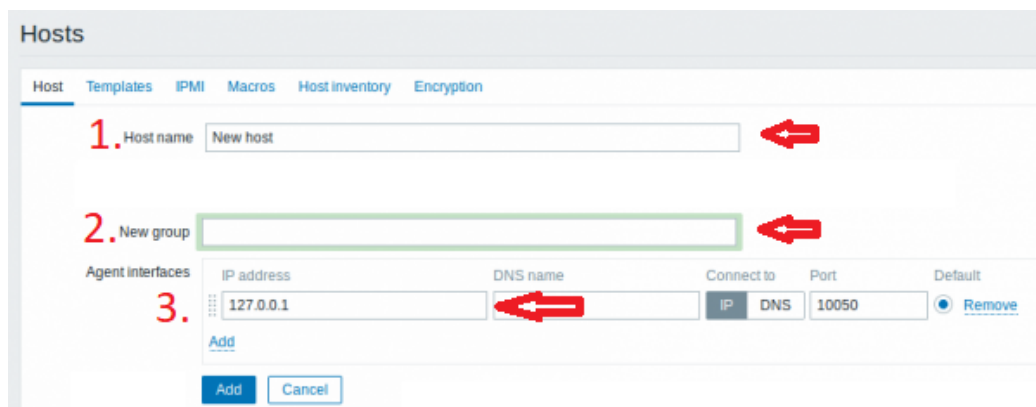 Hosts
Host Templates IPMI Macros Host inventory Encryption
1. Host name New host
2. New group
Agent interfaces IP address DNS name Connect to Port Default
3. 127.0.0.1 IP DNS 10050 Remove
Add
Add Cancel